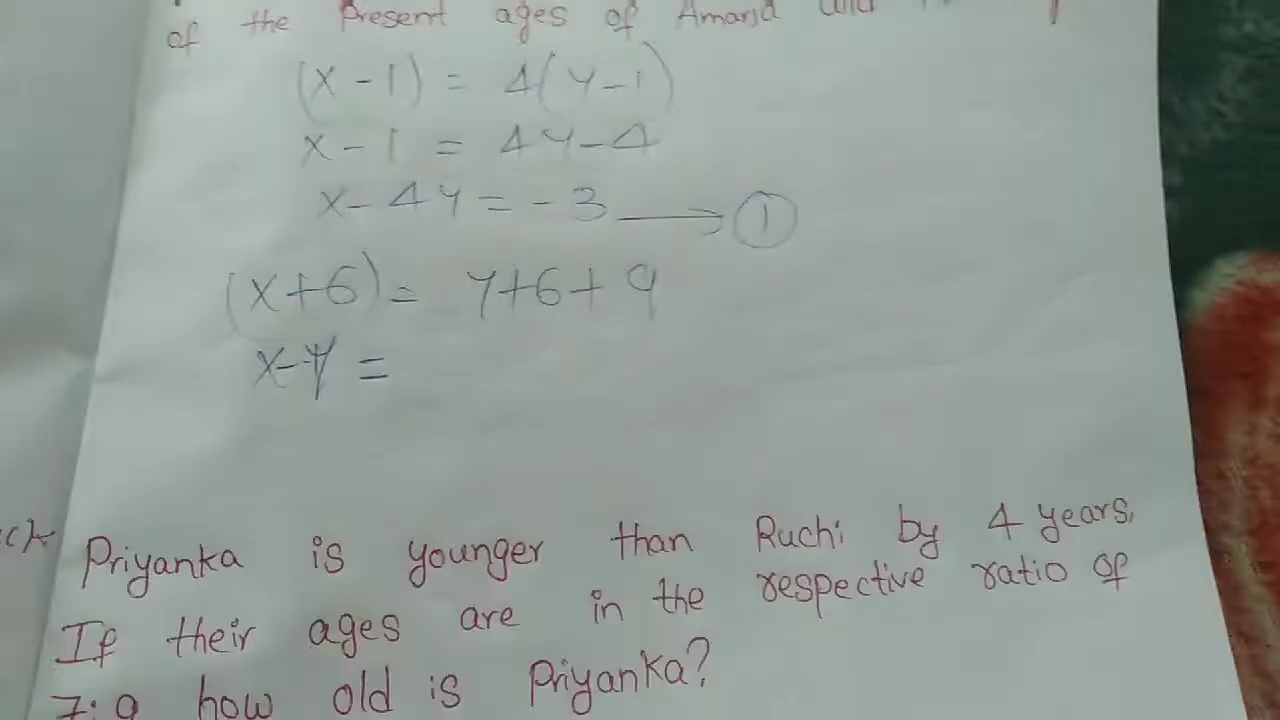 of the present ages of Amand and
(x-1) = 4(y-1)
x-1 = 4y-4
x-4y=-3 → ①
(x+6)= y+6+9
x-y =
c) Priyanka is younger than Ruchi by 4 years.
If their ages are in the respective ratio of
7:9 how old is Priyanka?